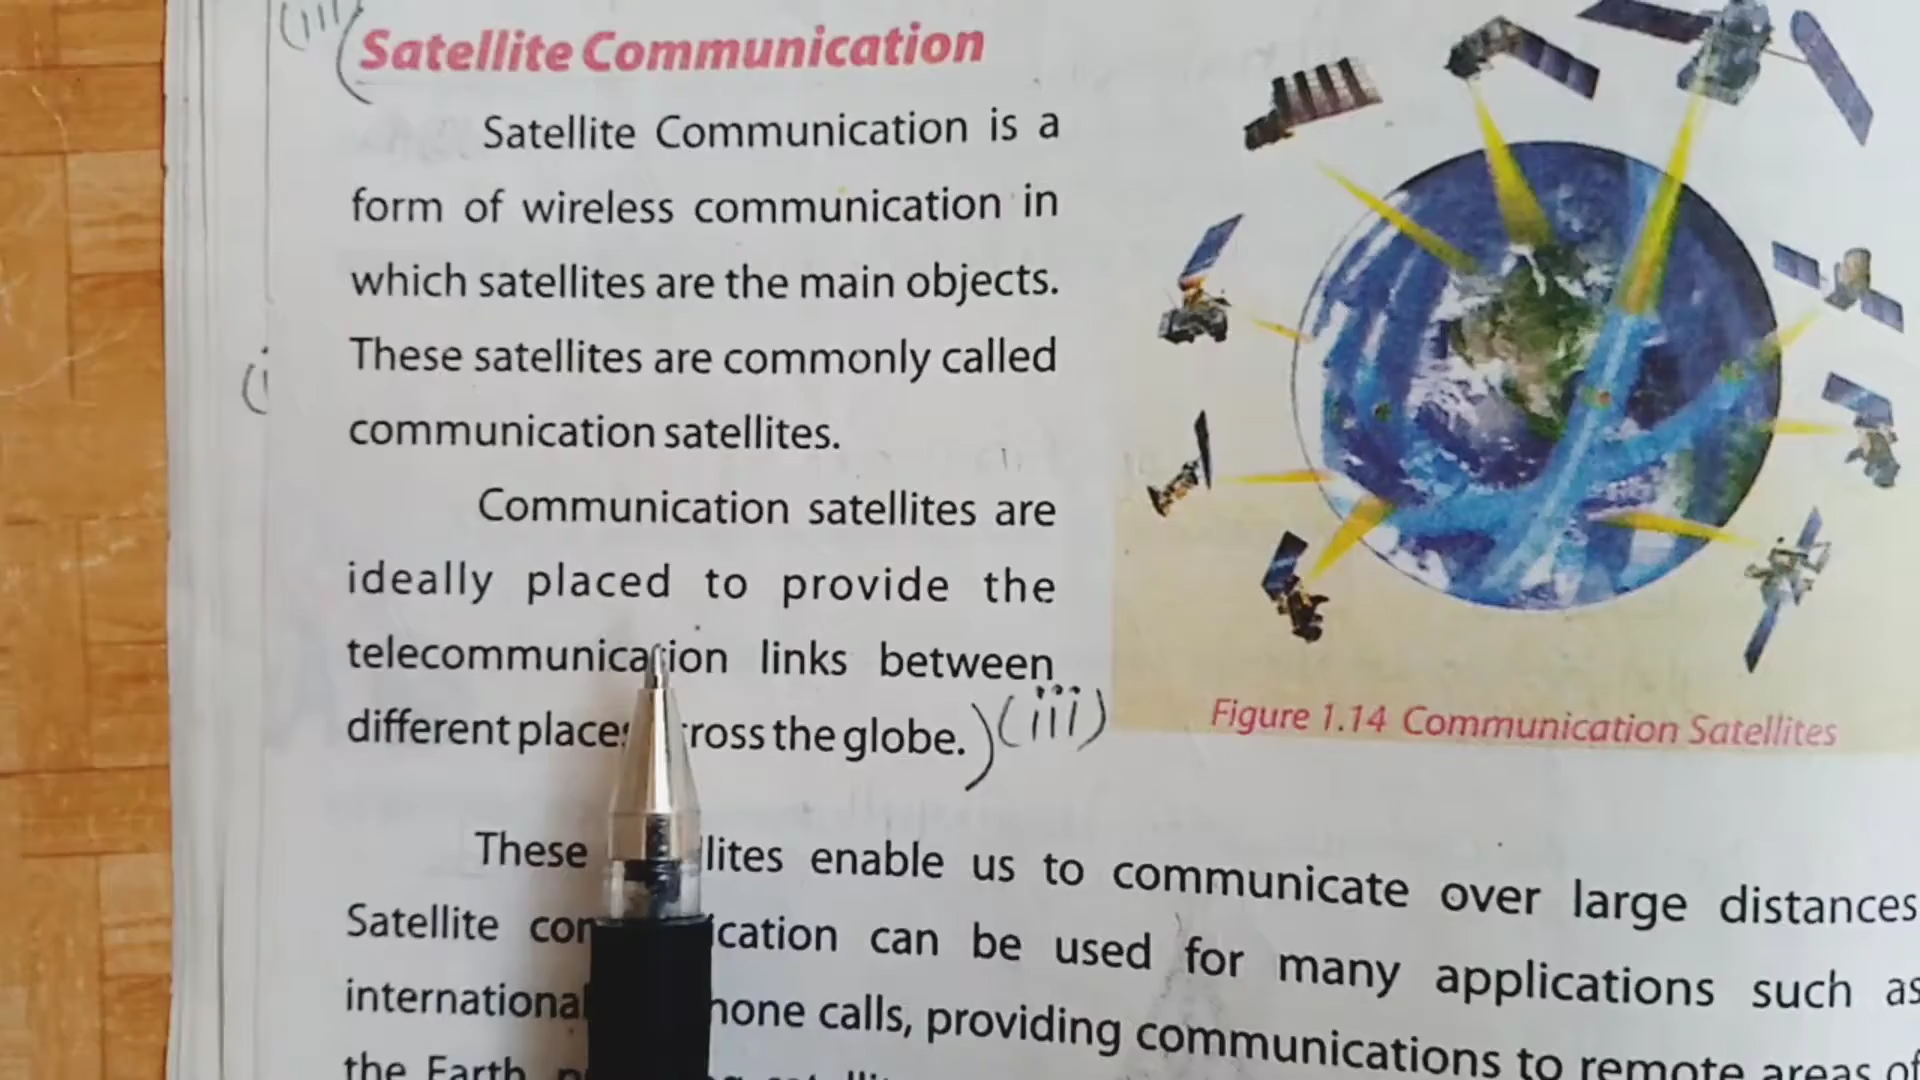 (iii)
Satellite Communication
Satellite Communication is a
form of wireless communication in
which satellites are the main objects.
These satellites are commonly called
communication satellites.
Communication satellites are
ideally placed to provide the
telecommunication links between
different places cross the globe.
(iii)
Figure 1.14 Communication Satellites
These lites enable us to communicate over large distances
Satellite cation can be used for many applications such as
international hone calls, providing communications to remote areas of
the Earth
(i